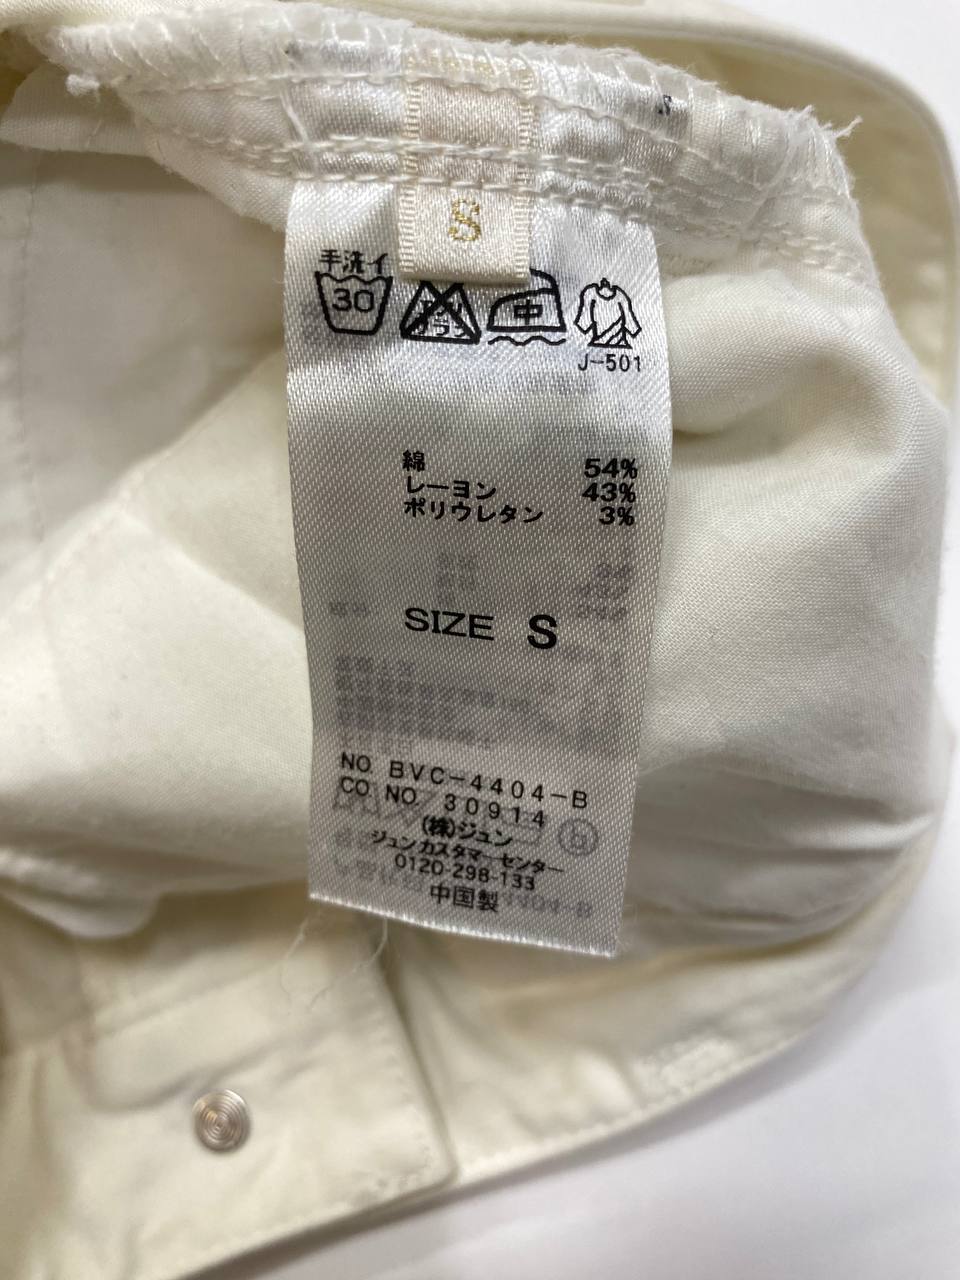 S
S
手洗イ
30
中
J-501
綿 54%
レーヨン 43%
ポリウレタン 3%
SIZE S
NO BVC-4404-B
CO NO. 30914
(株)ジュン
ジュンカスタマーセンター
0120-298-133
中国製